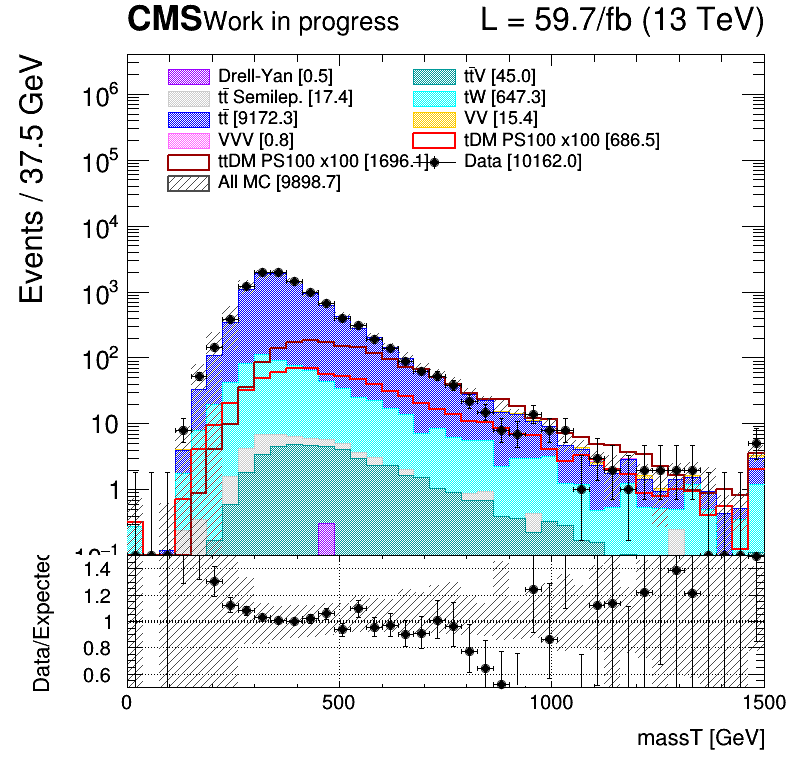 CMS Work in progress L = 59.7/fb (13 TeV)
Events / 37.5 GeV
Drell-Yan [0.5]
tt̄V [45.0]
tt̄ Semilep. [17.4]
tW [647.3]
tt̄ [9172.3]
VV [15.4]
VVV [0.8]
tDM PS100 x100 [686.5]
ttDM PS100 x100 [1696.1]
Data [10162.0]
All MC [9898.7]
10⁶
10⁵
10⁴
10³
10²
10
1
10⁻¹
Data/Expected
1.4
1.2
1
0.8
0.6
0 500 1000 1500
massT [GeV]